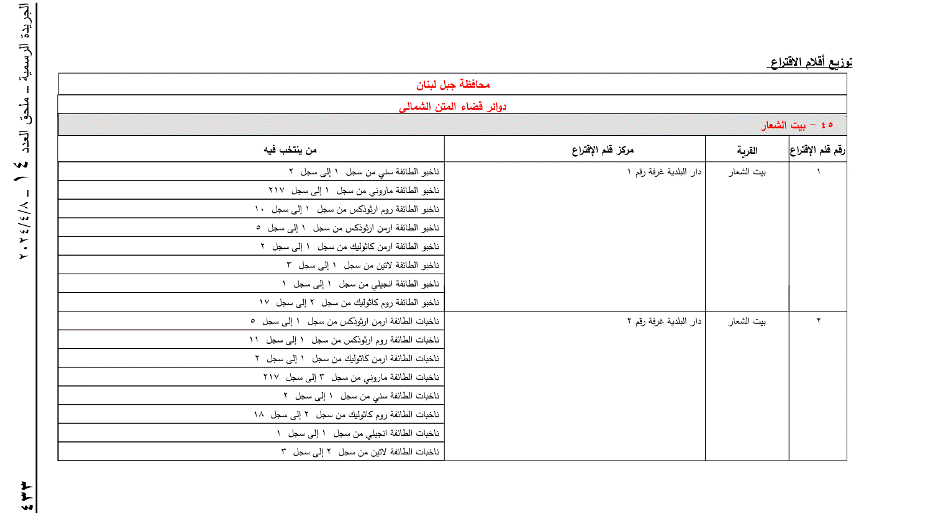 الجريدة الرسمية – ملحق العدد ١٤ – ٢٠٢٤/٤/٨
توزيع أقلام الاقتراع
محافظة جبل لبنان
دوائر قضاء المتن الشمالي
٤٥ – بيت الشعار
رقم قلم الإقتراع القرية مركز قلم الإقتراع من ينتخب فيه
١ بيت الشعار دار البلدية غرفة رقم ١ ناخبو الطائفة سني من سجل ١ إلى سجل ٢
ناخبو الطائفة ماروني من سجل ١ إلى سجل ٢١٧
ناخبو الطائفة روم ارثوذكس من سجل ١ إلى سجل ١٠
ناخبو الطائفة ارمن ارثوذكس من سجل ١ إلى سجل ٥
ناخبو الطائفة ارمن كاثوليك من سجل ١ إلى سجل ٢
ناخبو الطائفة لاتين من سجل ١ إلى سجل ٣
ناخبو الطائفة انجيلي من سجل ١ إلى سجل ١
ناخبو الطائفة روم كاثوليك من سجل ٢ إلى سجل ١٧
٢ بيت الشعار دار البلدية غرفة رقم ٢ ناخبات الطائفة ارمن ارثوذكس من سجل ١ إلى سجل ٥
ناخبات الطائفة روم ارثوذكس من سجل ١ إلى سجل ١١
ناخبات الطائفة ارمن كاثوليك من سجل ١ إلى سجل ٢
ناخبات الطائفة ماروني من سجل ٣ إلى سجل ٢١٧
ناخبات الطائفة سني من سجل ١ إلى سجل ٢
ناخبات الطائفة روم كاثوليك من سجل ٢ إلى سجل ١٨
ناخبات الطائفة انجيلي من سجل ١ إلى سجل ١
ناخبات الطائفة لاتين من سجل ٢ إلى سجل ٣
٤٣٣